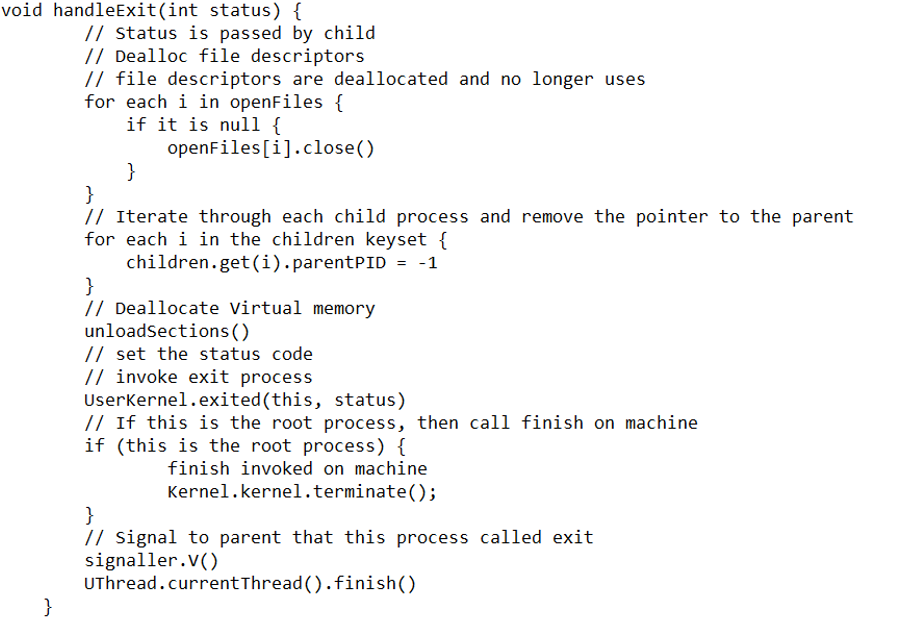 void handleExit(int status) {
// Status is passed by child
// Dealloc file descriptors
// file descriptors are deallocated and no longer uses
for each i in openFiles {
if it is null {
openFiles[i].close()
}
}
// Iterate through each child process and remove the pointer to the parent
for each i in the children keyset {
children.get(i).parentPID = -1
}
// Deallocate Virtual memory
unloadSections()
// set the status code
// invoke exit process
UserKernel.exited(this, status)
// If this is the root process, then call finish on machine
if (this is the root process) {
finish invoked on machine
Kernel.kernel.terminate();
}
// Signal to parent that this process called exit
signaller.V()
UThread.currentThread().finish()
}